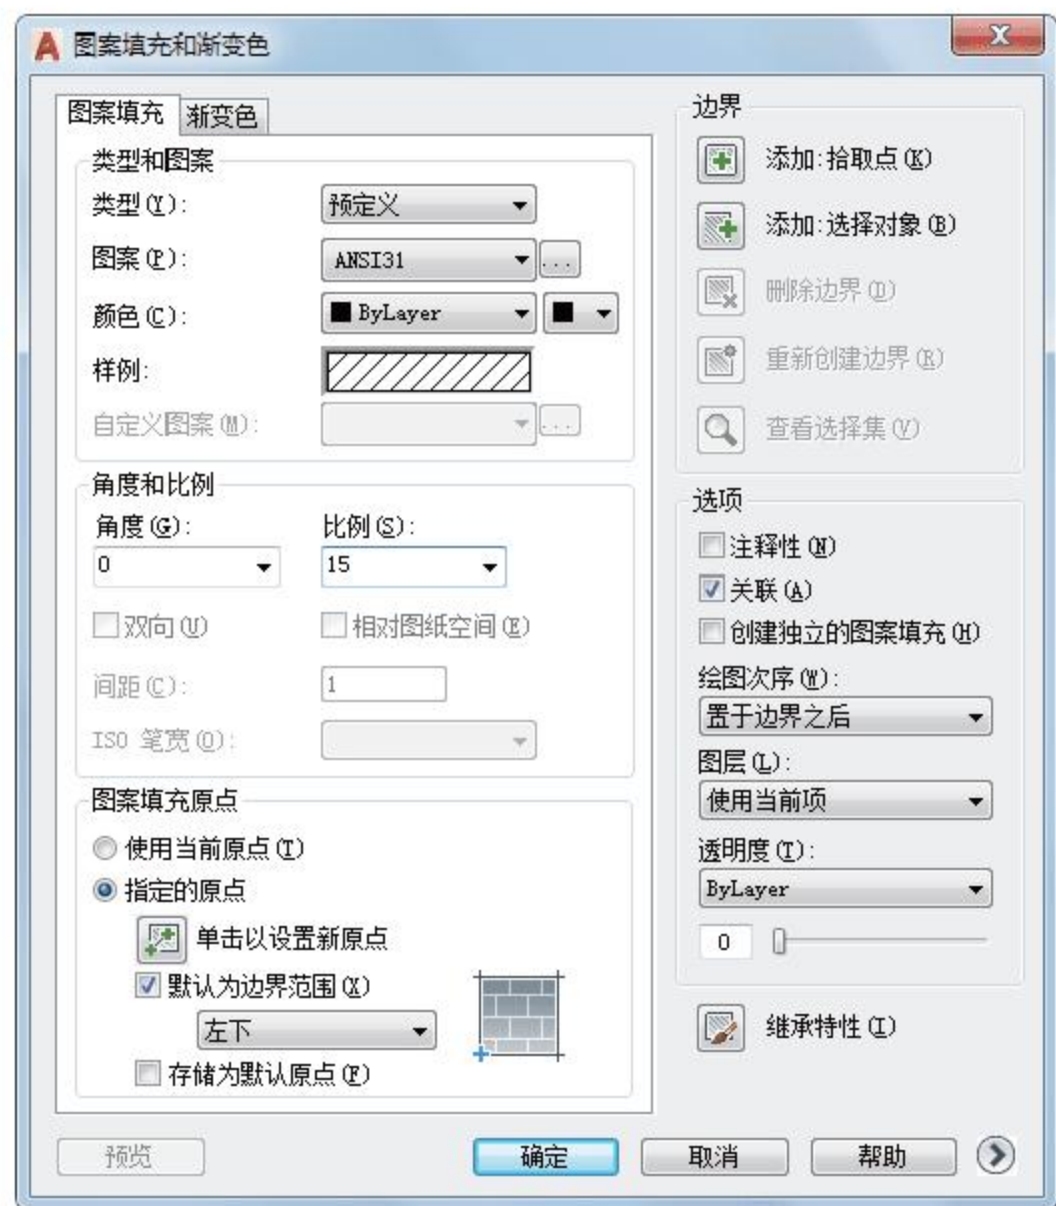 图案填充和渐变色
图案填充
渐变色
类型和图案
类型(Y):
预定义
图案(P):
ANSI31
...
颜色(C):
ByLayer
样例:
自定义图案(M):
...
角度和比例
角度(G):
比例(S):
0
15
双向(U)
相对图纸空间(E)
间距(C):
1
ISO 笔宽(O):
图案填充原点
使用当前原点(T)
指定的原点
单击以设置新原点
默认为边界范围(X)
左下
存储为默认原点(F)
边界
添加:拾取点(K)
添加:选择对象(B)
删除边界(D)
重新创建边界(R)
查看选择集(V)
选项
注释性(N)
关联(A)
创建独立的图案填充(H)
绘图次序(W):
置于边界之后
图层(L):
使用当前项
透明度(T):
ByLayer
0
继承特性(I)
预览
确定
取消
帮助